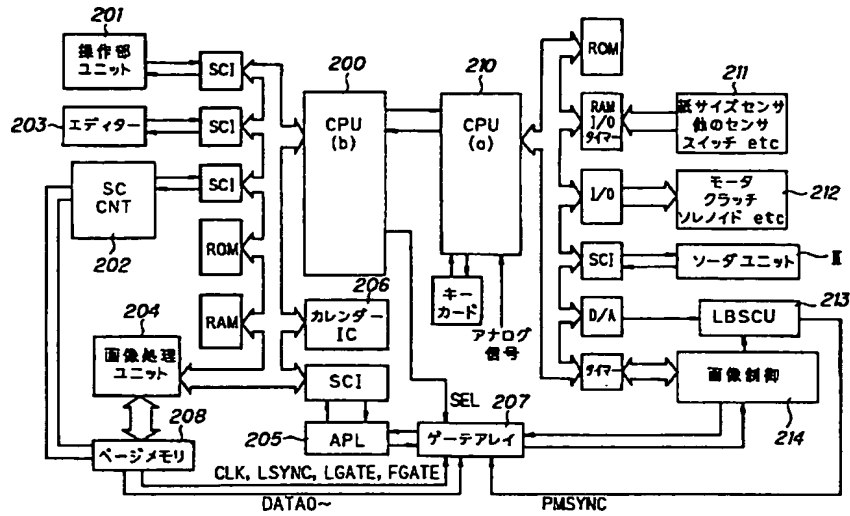 201
操作部
ユニット
SCI
203
エディター
SCI
SC
CNT
202
SCI
ROM
RAM
204
画像処理
ユニット
208
ページメモリ
200
CPU
(b)
210
CPU
(a)
キー
カード
アナログ
信号
206
カレンダー
IC
SCI
205
APL
SEL
207
ゲーテアレイ
CLK, LSYNC, LGATE, FGATE
DATA0~
PMSYNC
ROM
RAM
I/O
タイマー
211
紙サイズセンサ
他のセンサ
スイッチ etc
I/O
モータ
クラッチ
ソレノイド etc
212
SCI
ソーダユニット
II
D/A
213
LBSCU
タイマー
画像制御
214